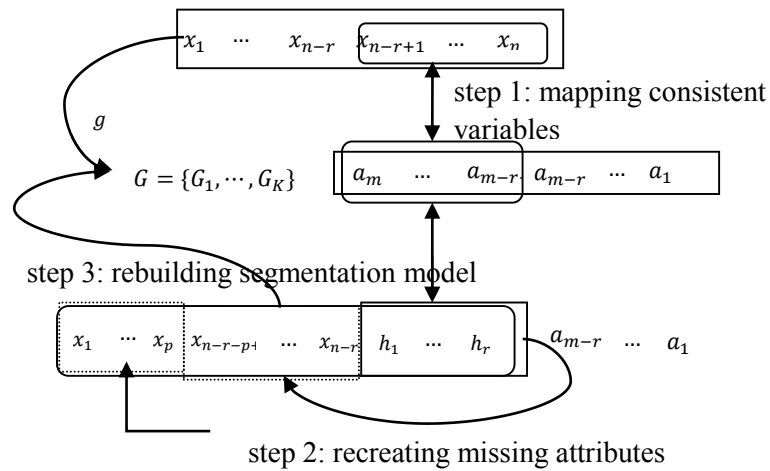 x₁ ⋯ xₙ₋ᵣ xₙ₋ᵣ₊₁ ⋯ xₙ
step 1: mapping consistent
variables
g
G = {G₁, ⋯, G_K}
aₘ ⋯ aₘ₋ᵣ aₘ₋ᵣ ⋯ a₁
step 3: rebuilding segmentation model
x₁ ⋯ xₚ xₙ₋ᵣ₋ₚ₊ ⋯ xₙ₋ᵣ h₁ ⋯ hᵣ aₘ₋ᵣ ⋯ a₁
step 2: recreating missing attributes